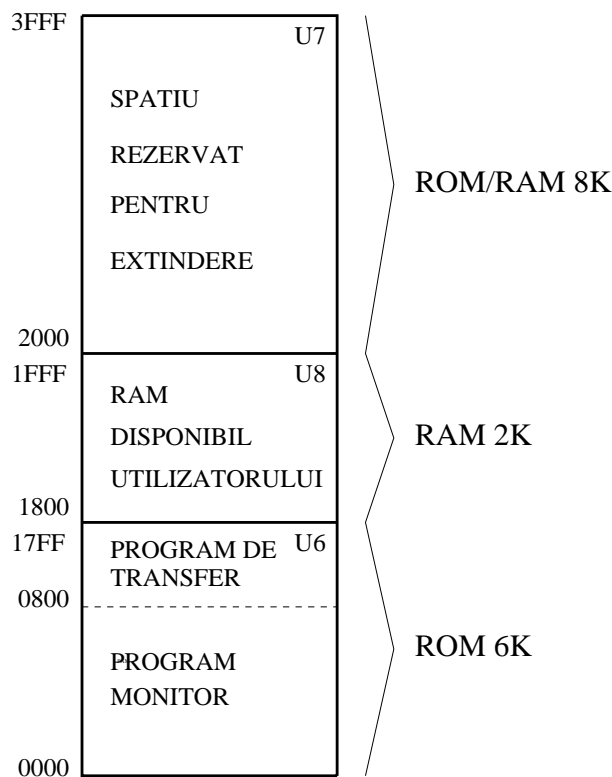 3FFF
U7
SPATIU
REZERVAT
PENTRU
EXTINDERE
ROM/RAM 8K
2000
1FFF
U8
RAM
DISPONIBIL
UTILIZATORULUI
RAM 2K
1800
17FF
U6
PROGRAM DE
TRANSFER
0800
PROGRAM
MONITOR
ROM 6K
0000